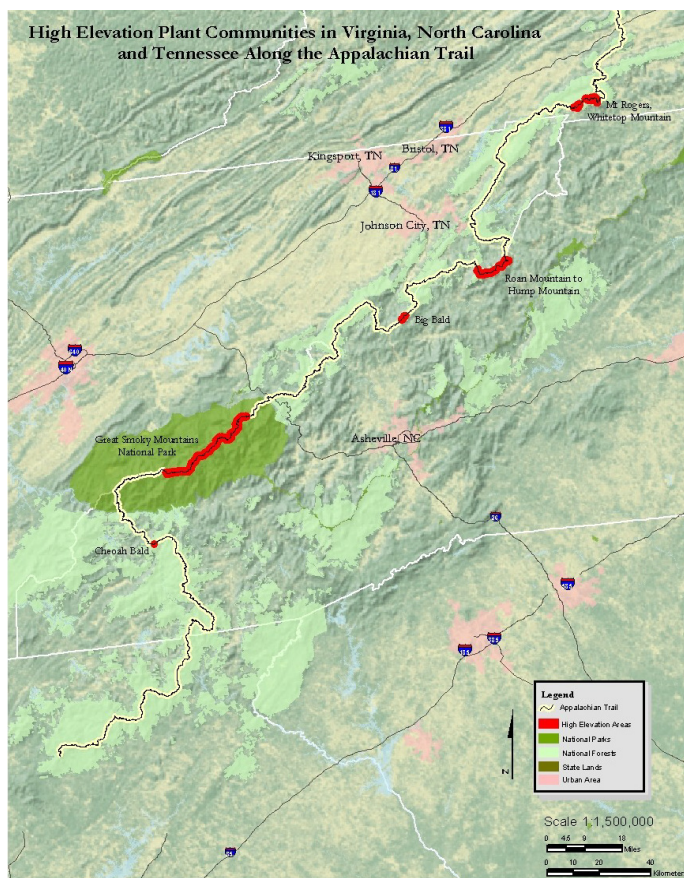 High Elevation Plant Communities in Virginia, North Carolina
and Tennessee Along the Appalachian Trail
Mt Rogers,
Whitetop Mountain
Bristol, TN
Kingsport, TN
Johnson City, TN
Roan Mountain to
Hump Mountain
Big Bald
Great Smoky Mountains
National Park
Asheville, NC
Cheoah Bald
Legend
Appalachian Trail
High Elevation Areas
National Parks
National Forests
State Lands
Urban Area
N
Scale 1:1,500,000
0 4.5 9 18
Miles
0 10 20 40
Kilometers